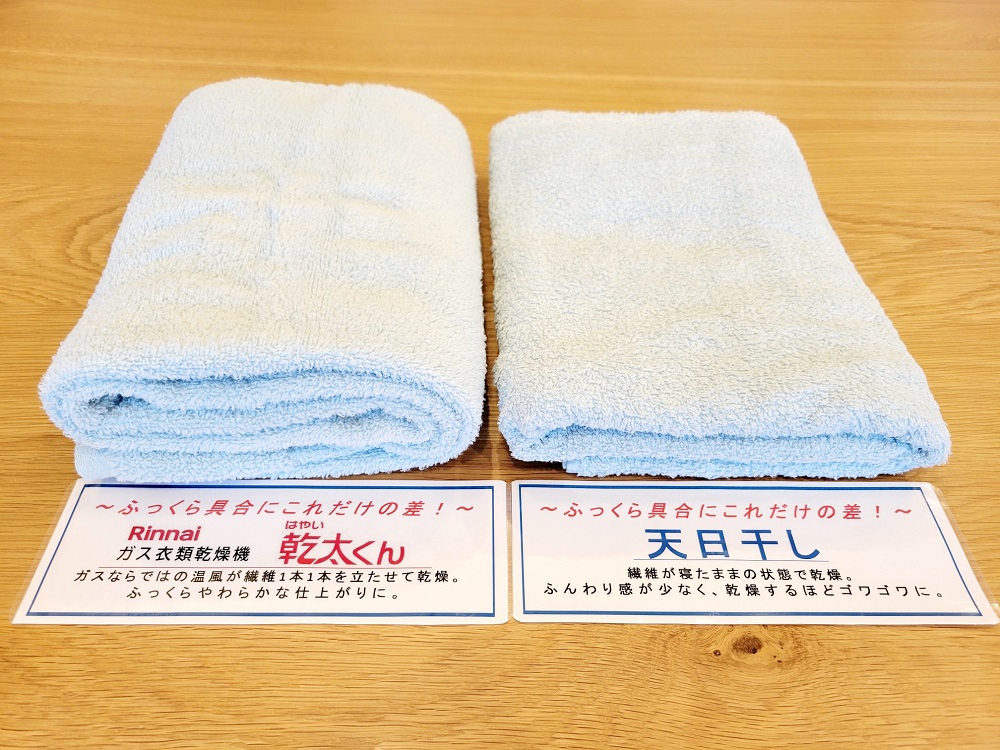 ～ふっくら具合にこれだけの差！～
Rinnai
ガス衣類乾燥機
はやい
乾太くん
ガスならではの温風が繊維1本1本を立たせて乾燥。
ふっくらやわらかな仕上がりに。
～ふっくら具合にこれだけの差！～
天日干し
繊維が寝たままの状態で乾燥。
ふんわり感が少なく、乾燥するほどゴワゴワに。